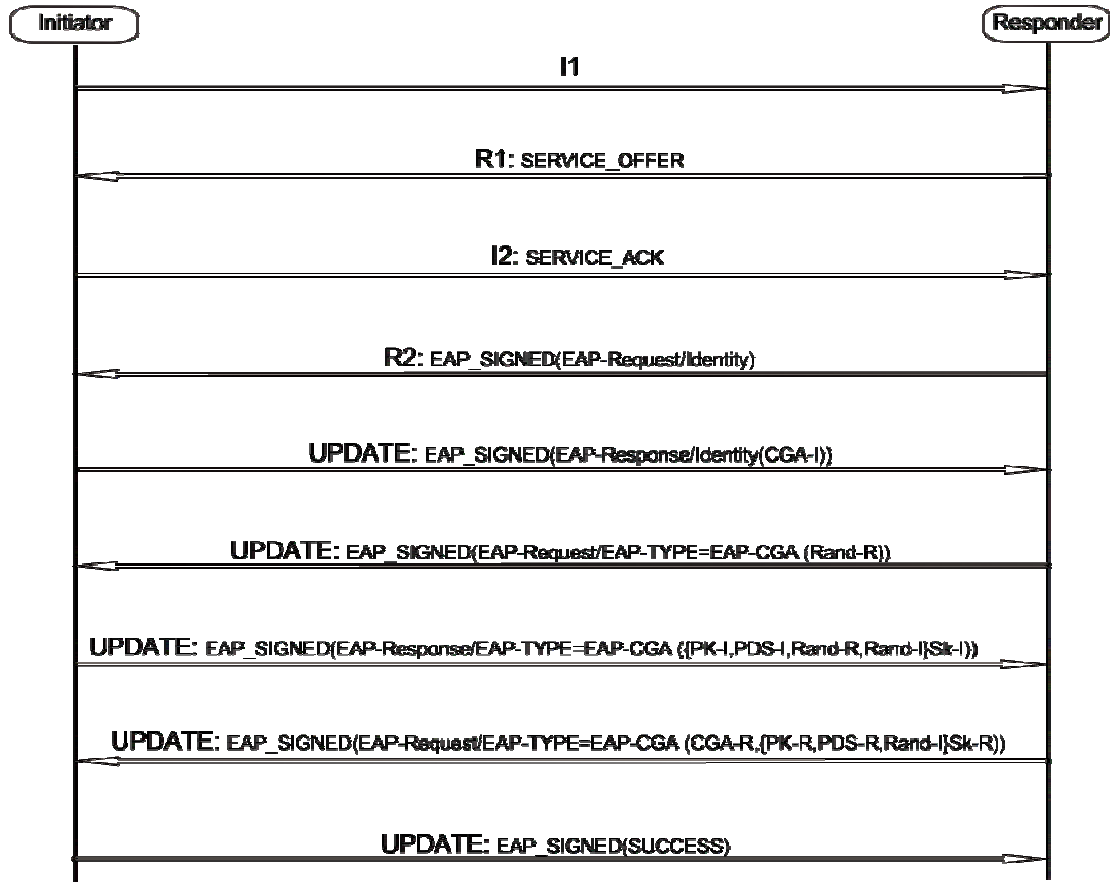 Initiator
Responder
I1
R1: SERVICE_OFFER
I2: SERVICE_ACK
R2: EAP_SIGNED(EAP-Request/Identity)
UPDATE: EAP_SIGNED(EAP-Response/Identity(CGA-I))
UPDATE: EAP_SIGNED(EAP-Request/EAP-TYPE=EAP-CGA (Rand-R))
UPDATE: EAP_SIGNED(EAP-Response/EAP-TYPE=EAP-CGA ({PK-I,PDS-I,Rand-R,Rand-I}Sk-I))
UPDATE: EAP_SIGNED(EAP-Request/EAP-TYPE=EAP-CGA (CGA-R,{PK-R,PDS-R,Rand-I}Sk-R))
UPDATE: EAP_SIGNED(SUCCESS)